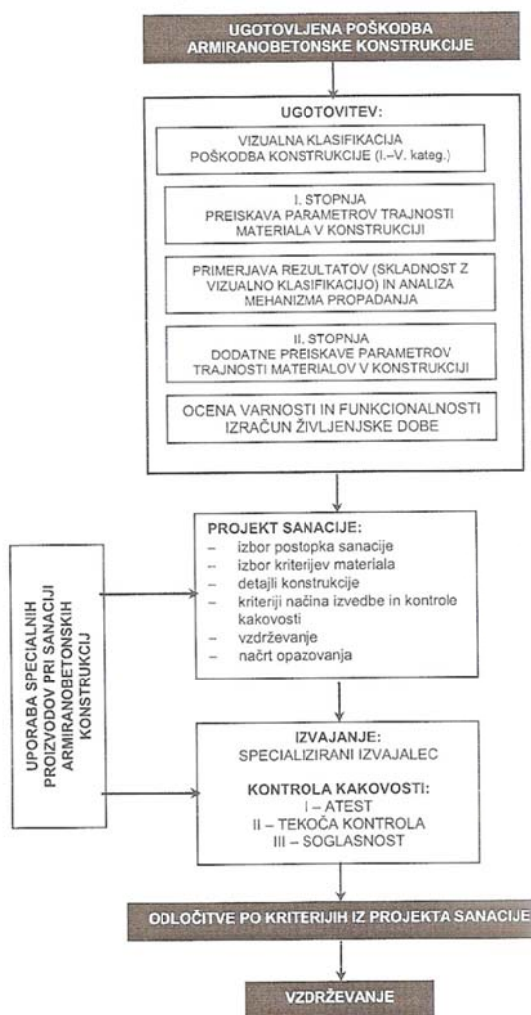 UGOTOVLJENA POŠKODBA
ARMIRANOBETONSKE KONSTRUKCIJE
UGOTOVITEV:
VIZUALNA KLASIFIKACIJA
POŠKODBA KONSTRUKCIJE (I.–V. kateg.)
I. STOPNJA
PREISKAVA PARAMETROV TRAJNOSTI
MATERIALA V KONSTRUKCIJI
PRIMERJAVA REZULTATOV (SKLADNOST Z
VIZUALNO KLASIFIKACIJO) IN ANALIZA
MEHANIZMA PROPADANJA
II. STOPNJA
DODATNE PREISKAVE PARAMETROV
TRAJNOSTI MATERIALOV V KONSTRUKCIJI
OCENA VARNOSTI IN FUNKCIONALNOSTI
IZRAČUN ŽIVLJENJSKE DOBE
PROJEKT SANACIJE:
– izbor postopka sanacije
– izbor kriterijev materiala
– detajli konstrukcije
– kriteriji načina izvedbe in kontrole
kakovosti
– vzdrževanje
– načrt opazovanja
UPORABA SPECIALNIH
PROIZVODOV PRI SANACIJI
ARMIRANOBETONSKIH
KONSTRUKCIJ
IZVAJANJE:
SPECIALIZIRANI IZVAJALEC
KONTROLA KAKOVOSTI:
I – ATEST
II – TEKOČA KONTROLA
III – SOGLASNOST
ODLOČITVE PO KRITERIJIH IZ PROJEKTA SANACIJE
VZDRŽEVANJE